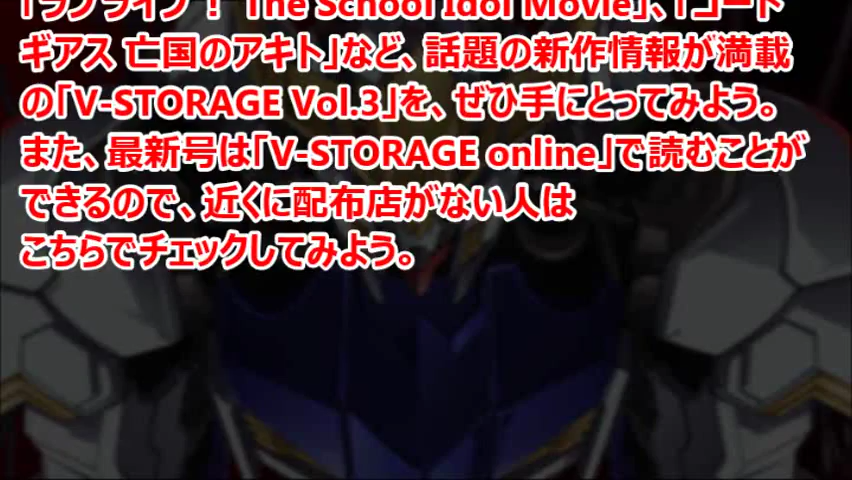 「ラブライブ！ The School Idol Movie」、「コード
ギアス 亡国のアキト」など、話題の新作情報が満載
の「V-STORAGE Vol.3」を、ぜひ手にとってみよう。
また、最新号は「V-STORAGE online」で読むことが
できるので、近くに配布店がない人は
こちらでチェックしてみよう。